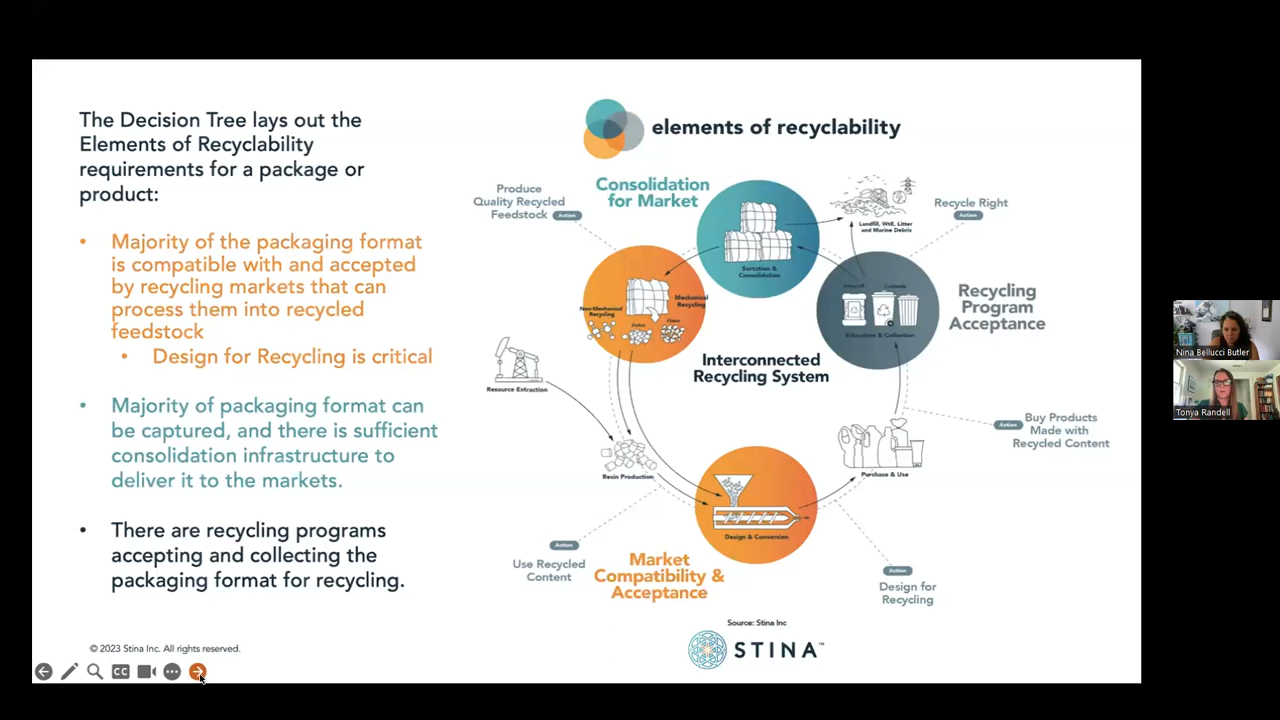 The Decision Tree lays out the
Elements of Recyclability
requirements for a package or
product:
• Majority of the packaging format
is compatible with and accepted
by recycling markets that can
process them into recycled
feedstock
• Design for Recycling is critical
• Majority of packaging format can
be captured, and there is sufficient
consolidation infrastructure to
deliver it to the markets.
• There are recycling programs
accepting and collecting the
packaging format for recycling.
© 2023 Stina Inc. All rights reserved.
CC
elements of recyclability
Consolidation
for Market
Produce
Quality Recycled
Feedstock
Action
Sortation &
Consolidation
Landfill, WtE, Litter
and Marine Debris
Recycle Right
Action
Non-Mechanical
Recycling
Mechanical
Recycling
Pellet
Flake
Drop-off
Curbside
Education & Collection
Recycling
Program
Acceptance
Interconnected
Recycling System
Resource Extraction
Resin Production
Purchase & Use
Action
Buy Products
Made with
Recycled Content
Design & Conversion
Action
Use Recycled
Content
Market
Compatibility &
Acceptance
Action
Design for
Recycling
Source: Stina Inc
STINA™
Nina Bellucci Butler
Tonya Randell